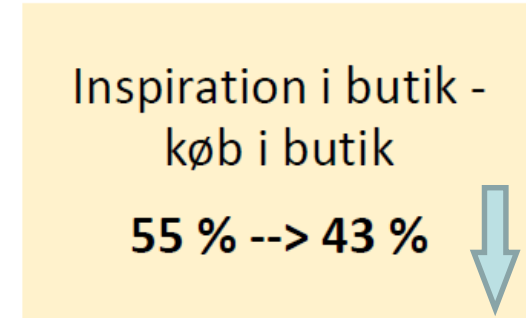 Inspiration i butik -
køb i butik
55 % --> 43 %